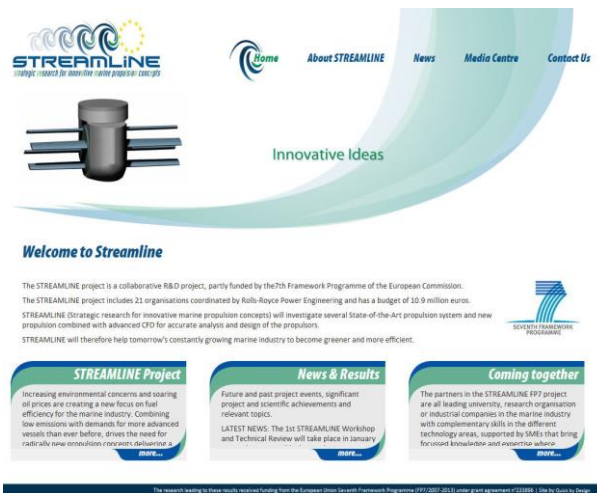 STREAMLINE
strategic research for innovative marine propulsion concepts
Home
About STREAMLINE
News
Media Centre
Contact Us
Innovative Ideas
Welcome to Streamline
The STREAMLINE project is a collaborative R&D project, partly funded by the7th Framework Programme of the European Commission.
The STREAMLINE project includes 21 organisations coordinated by Rolls-Royce Power Engineering and has a budget of 10.9 million euros.
STREAMLINE (Strategic research for innovative marine propulsion concepts) will investigate several State-of-the-Art propulsion system and new
propulsion combined with advanced CFD for accurate analysis and design of the propulsors.
STREAMLINE will therefore help tomorrow's constantly growing marine industry to become greener and more efficient.
7
SEVENTH FRAMEWORK
PROGRAMME
STREAMLINE Project
Increasing environmental concerns and soaring
oil prices are creating a new focus on fuel
efficiency for the marine industry. Combining
low emissions with demands for more advanced
vessels than ever before, drives the need for
radically new propulsion concepts delivering a
more...
News & Results
Future and past project events, significant
project and scientific achievements and
relevant topics.
LATEST NEWS: The 1st STREAMLINE Workshop
and Technical Review will take place in January
more...
Coming together
The partners in the STREAMLINE FP7 project
are all leading university, research organisation
or industrial companies in the marine industry
with complementary skills in the different
technology areas, supported by SMEs that bring
focussed knowledge and expertise where
more...
The research leading to these results received funding from the European Union Seventh Framework Programme (FP7/2007-2013) under grant agreement n°233896 | Site by Quick by Design